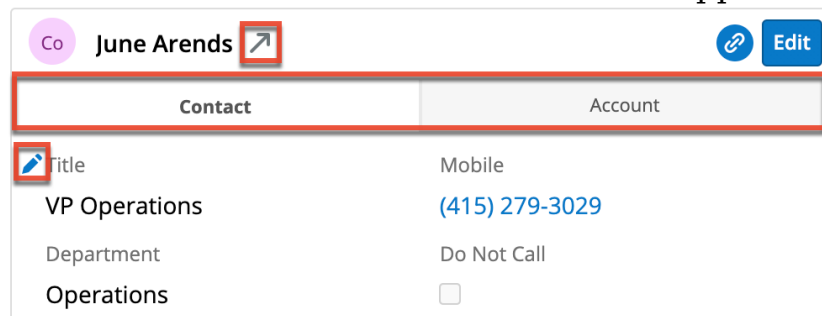 Co June Arends Edit
Contact Account
Title Mobile
VP Operations (415) 279-3029
Department Do Not Call
Operations